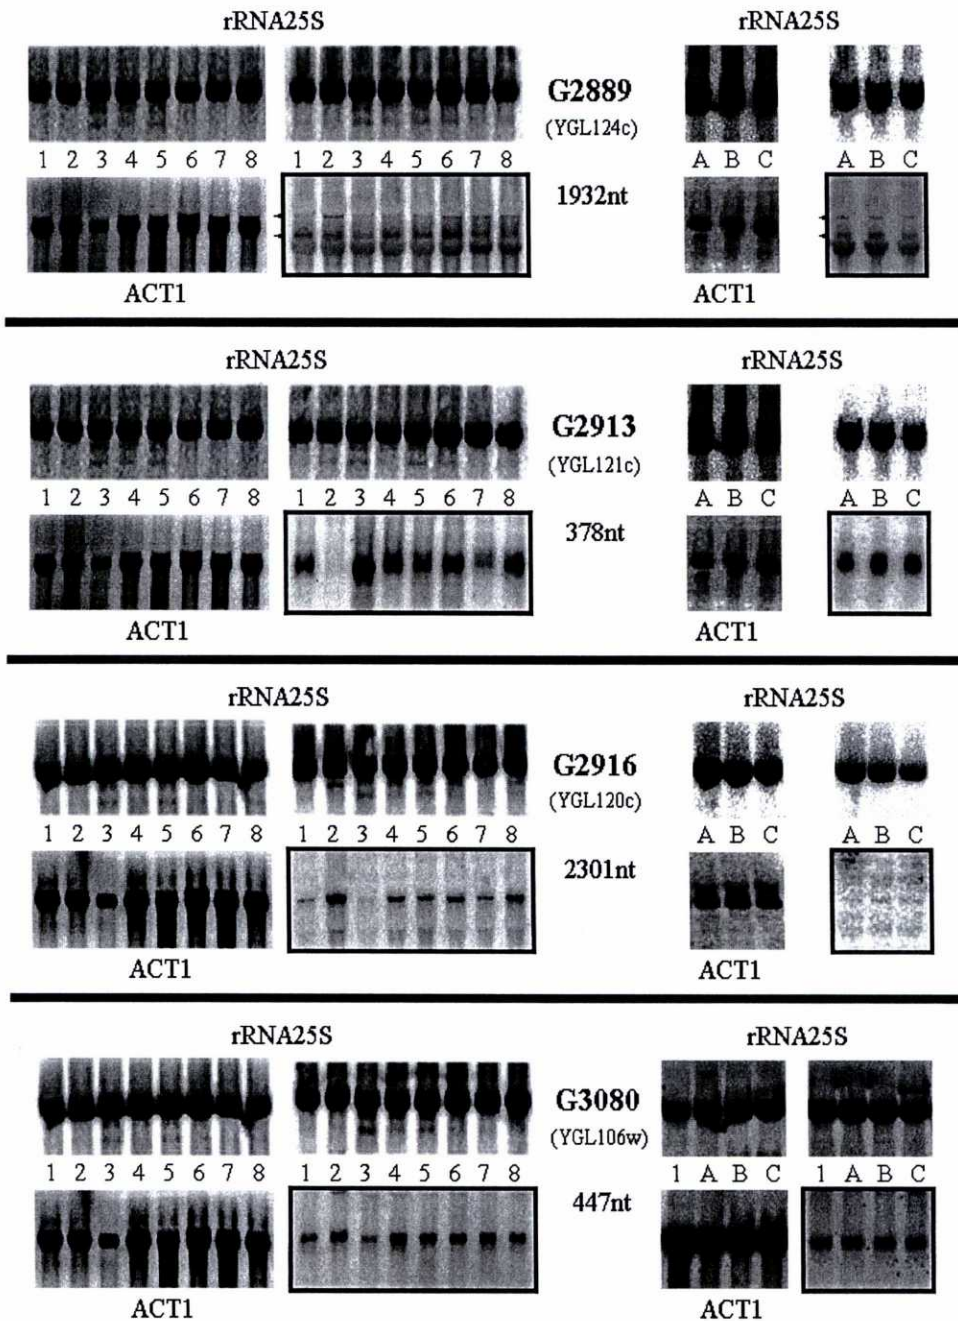 rRNA25S rRNA25S
G2889
(YGL124c)
1 2 3 4 5 6 7 8 1 2 3 4 5 6 7 8 A B C A B C
1932nt
ACT1 ACT1
rRNA25S rRNA25S
G2913
(YGL121c)
1 2 3 4 5 6 7 8 1 2 3 4 5 6 7 8 A B C A B C
378nt
ACT1 ACT1
rRNA25S rRNA25S
G2916
(YGL120c)
1 2 3 4 5 6 7 8 1 2 3 4 5 6 7 8 A B C A B C
2301nt
ACT1 ACT1
rRNA25S rRNA25S
G3080
(YGL106w)
1 2 3 4 5 6 7 8 1 2 3 4 5 6 7 8 1 A B C 1 A B C
447nt
ACT1 ACT1